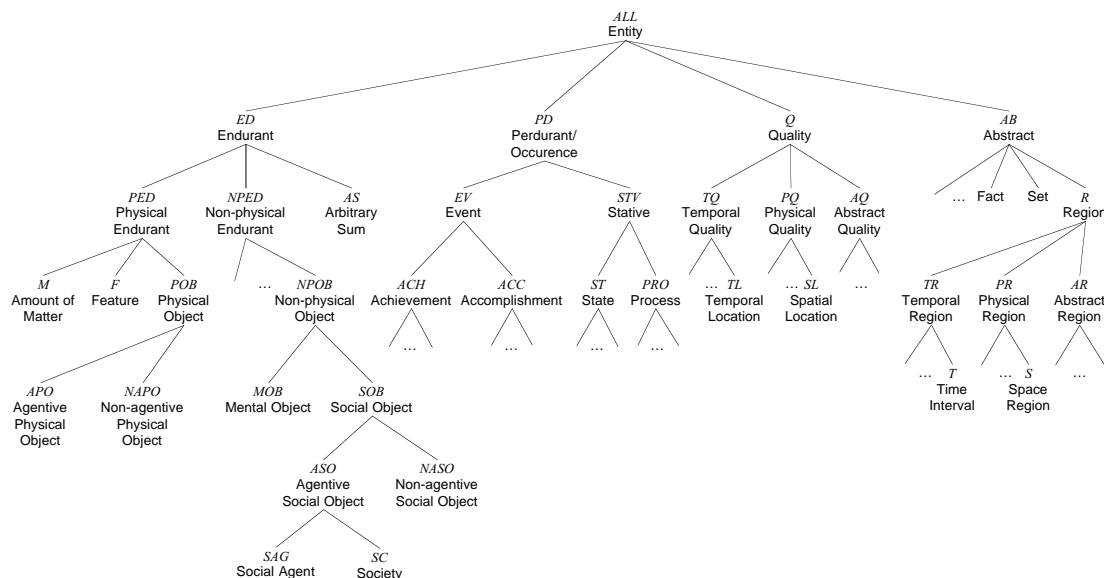 ALL
Entity
ED PD Q AB
Endurant Perdurant/ Quality Abstract
Occurence
PED NPED AS EV STV TQ PQ AQ … Fact Set R
Physical Non-physical Arbitrary Event Stative Temporal Physical Abstract Region
Endurant Endurant Sum Quality Quality Quality
M F POB … NPOB ACH ACC ST PRO … TL … SL … TR PR AR
Amount of Feature Physical Non-physical Achievement Accomplishment State Process Temporal Spatial Temporal Physical Abstract
Matter Object Object Location Location Region Region Region
… … … …
… T … S …
Time Space
Interval Region
APO NAPO MOB SOB
Agentive Non-agentive Mental Object Social Object
Physical Physical
Object Object
ASO NASO
Agentive Non-agentive
Social Object Social Object
SAG SC
Social Agent Society